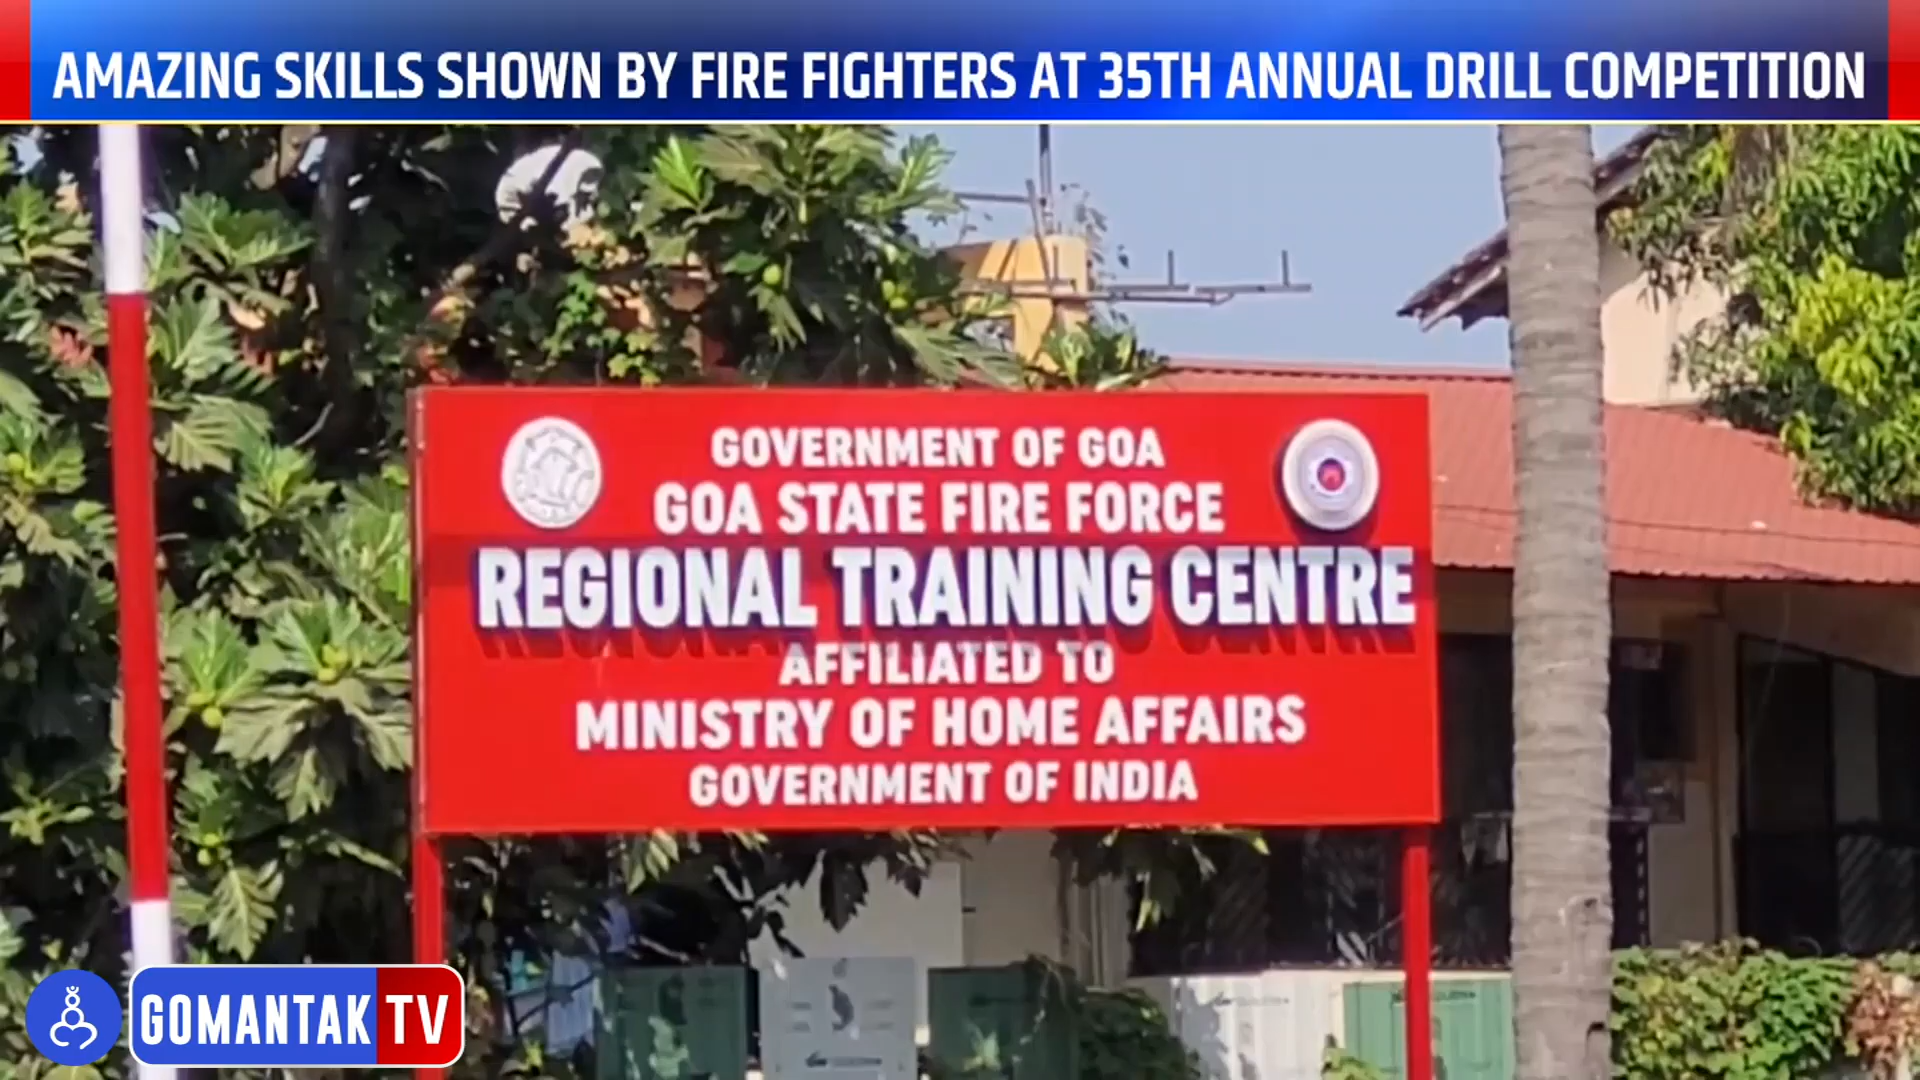 AMAZING SKILLS SHOWN BY FIRE FIGHTERS AT 35TH ANNUAL DRILL COMPETITION
GOVERNMENT OF GOA
GOA STATE FIRE FORCE
REGIONAL TRAINING CENTRE
AFFILIATED TO
MINISTRY OF HOME AFFAIRS
GOVERNMENT OF INDIA
GOMANTAK TV